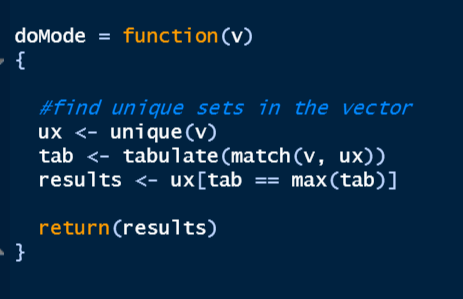 doMode = function(v)
{
#find unique sets in the vector
ux <- unique(v)
tab <- tabulate(match(v, ux))
results <- ux[tab == max(tab)]
return(results)
}